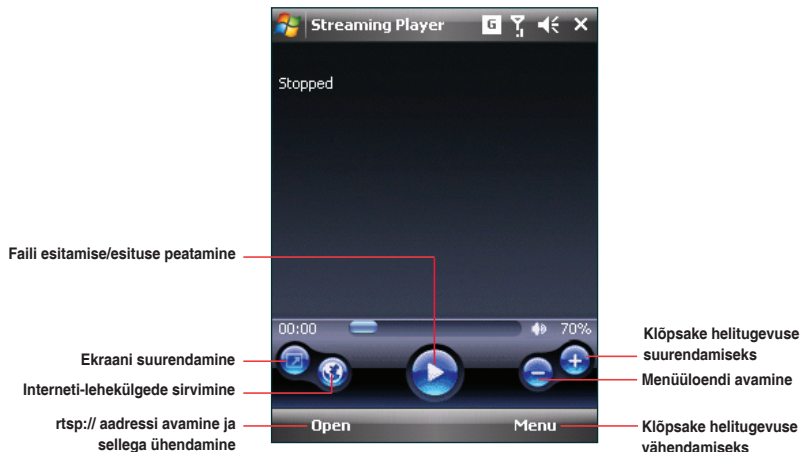 Streaming Player
G
Stopped
Faili esitamise/esituse peatamine
00:00
70%
Klõpsake helitugevuse
suurendamiseks
Ekraani suurendamine
Menüüloendi avamine
Interneti-lehekülgede sirvimine
rtsp:// aadressi avamine ja
sellega ühendamine
Open
Menu
Klõpsake helitugevuse
vähendamiseks